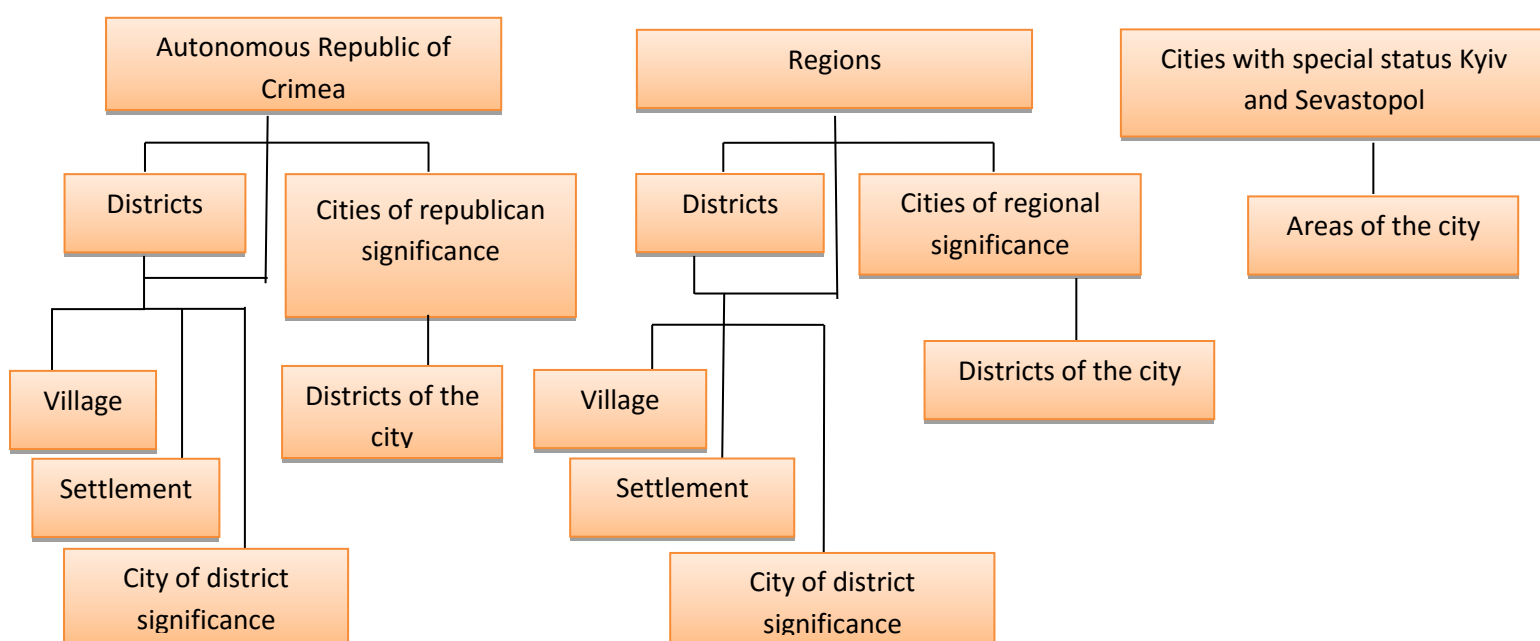 Autonomous Republic of
Crimea
Regions
Cities with special status Kyiv
and Sevastopol
Districts
Cities of republican
significance
Districts
Cities of regional
significance
Areas of the city
Village
Districts of the
city
Village
Districts of the city
Settlement
Settlement
City of district
significance
City of district
significance